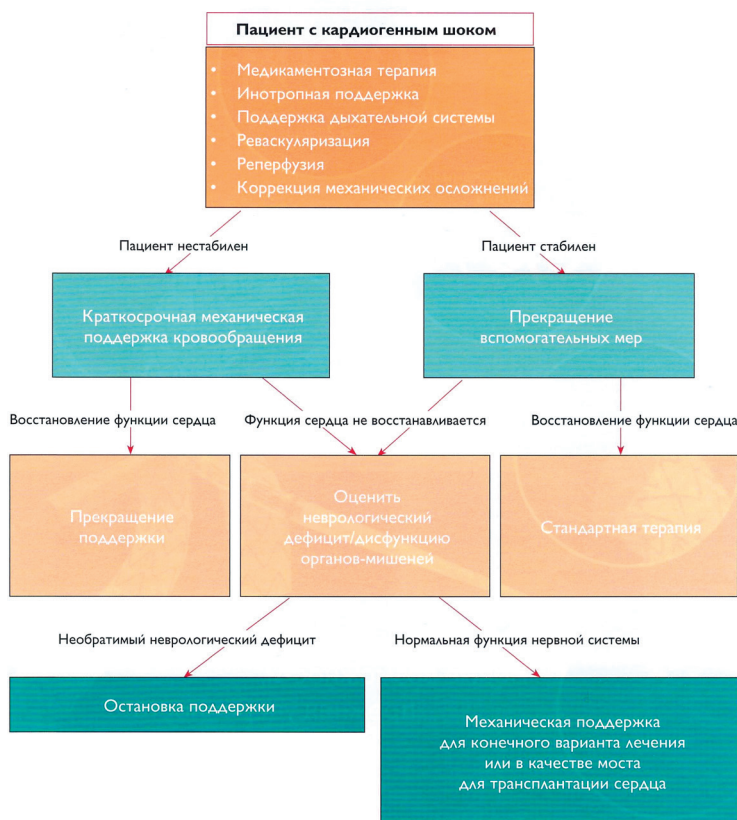 Пациент с кардиогенным шоком
• Медикаментозная терапия
• Инотропная поддержка
• Поддержка дыхательной системы
• Реваскуляризация
• Реперфузия
• Коррекция механических осложнений
Пациент нестабилен
Пациент стабилен
Краткосрочная механическая
поддержка кровообращения
Прекращение
вспомогательных мер
Восстановление функции сердца
Функция сердца не восстанавливается
Восстановление функции сердца
Прекращение
поддержки
Оценить
неврологический
дефицит/дисфункцию
органов-мишеней
Стандартная терапия
Необратимый неврологический дефицит
Нормальная функция нервной системы
Остановка поддержки
Механическая поддержка
для конечного варианта лечения
или в качестве моста
для трансплантации сердца